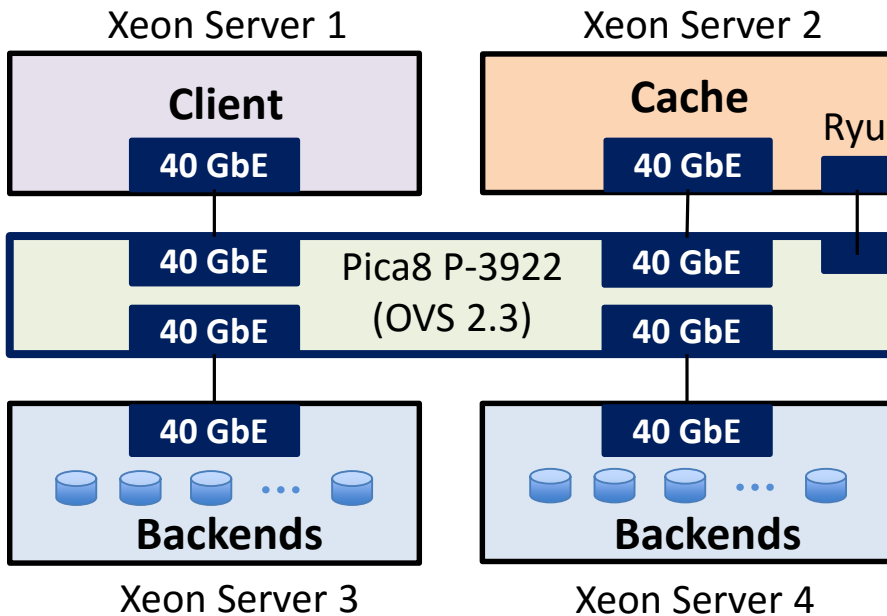 Xeon Server 1
Xeon Server 2
Client
Cache
Ryu
40 GbE
40 GbE
40 GbE
Pica8 P-3922
40 GbE
(OVS 2.3)
40 GbE
40 GbE
40 GbE
40 GbE
Backends
Backends
Xeon Server 3
Xeon Server 4